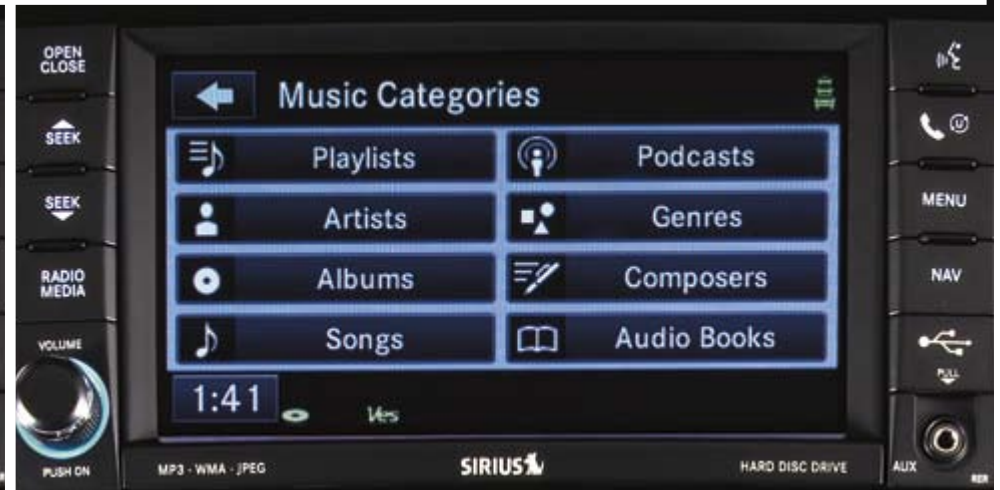 OPEN
CLOSE
SEEK
SEEK
RADIO
MEDIA
VOLUME
PUSH ON
Music Categories
Playlists
Podcasts
Artists
Genres
Albums
Composers
Songs
Audio Books
1:41
Ves
MP3 - WMA - JPEG
SIRIUS
HARD DISC DRIVE
U
MENU
NAV
PULL
AUX